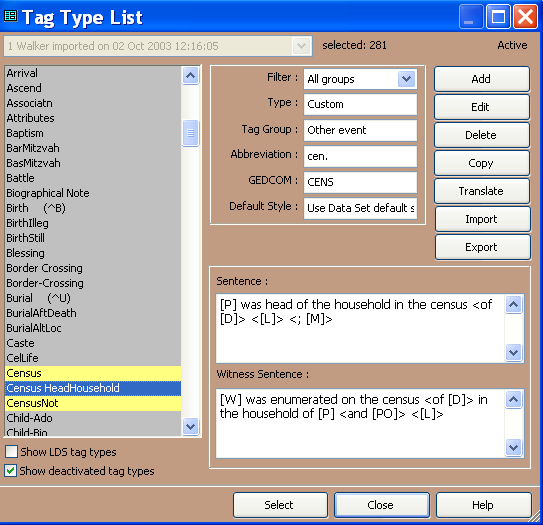 Tag Type List
1 Walker imported on 02 Oct 2003 12:16:05
selected: 281
Active
Arrival
Ascend
Associatn
Attributes
Baptism
BarMitzvah
BasMitzvah
Battle
Biographical Note
Birth (^B)
BirthIlleg
BirthStill
Blessing
Border Crossing
Border-Crossing
Burial (^U)
BurialAftDeath
BurialAltLoc
Caste
CelLife
Census
Census HeadHousehold
CensusNot
Child-Ado
Child-Bio
Show LDS tag types
Show deactivated tag types
Filter : All groups
Type : Custom
Tag Group : Other event
Abbreviation : cen.
GEDCOM : CENS
Default Style : Use Data Set default s
Add
Edit
Delete
Copy
Translate
Import
Export
Sentence :
[P] was head of the household in the census <of
[D]> <[L]> <; [M]>
Witness Sentence :
[W] was enumerated on the census <of [D]> in
the household of [P] <and [PO]> <[L]>
Select
Close
Help